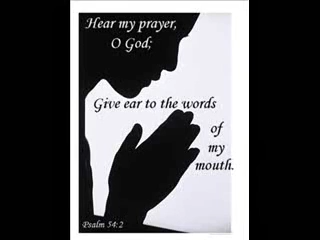 Hear my prayer,
O God;
Give ear to the words
of
my
mouth.
Psalm 54:2